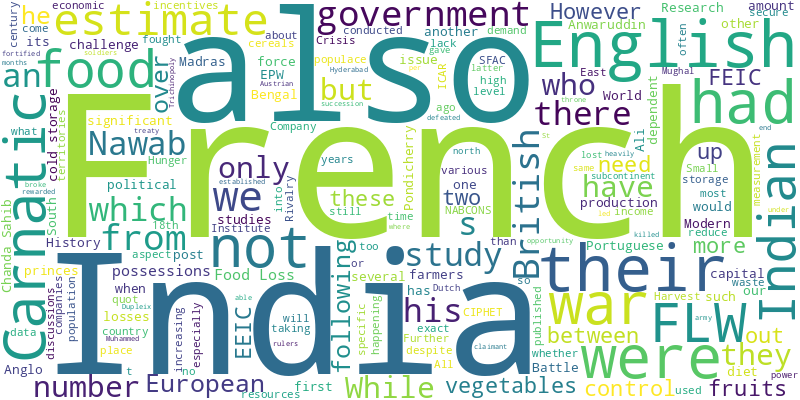 century
economic
incentives
he
estimate
come
its
also
government
conducted
another
Research
amount
However
secure
other
often
soldiers
fortified
months
challenge
about
cereals
Crisis
lack
demand
gave
Anwaruddin
Austrian
fought
populace
an
food
over
Madras
force
EPW
Hyderabad
SFAC
issue
ICAR
but
English
who
FEIC
East
World
Mughal
throne
what
Hunger
significant
Bengal
Trichinopoly
per
succession
latter
high
level
defeated
ago
there
had
Carnatic
cold storage
territories
Nawab
treaty
Company
French
Ali
dependent
north
lost
heavily
St
end
same
subcontinent
up
measurement
Small
storage
most
would
which
political
only
years
these
Pondicherry
various
one
two
need
have
production
income
studies
established
into
Rivalry
still
time
where
NABCONS
British
led
killed
under
Modern
broke
rewarded
South
History
18th
from
we
not
Institute
s
study
than
their
Portuguese
reduce
more
Indian
Chanda Sahib
princes
aspect
post
Food Loss
following
or
too
several
farmers
Dutch
so
opportunity
war
FLW
capital
waste
our
possessions
India
his
has
CIPHET
published
Harvest
such
discussions
companies
population
when
quot
Dupleix
able
EEIC
will
taking
specific
happening
exact
Further
despite
All
claimant
whether
between
were
out
they
data
losses
country
Muhammed
increasing
especially
rulers
Battle
diet
army
power
Anglo
place
t
no
resources
number
European
first
While
vegetables
control
used
fruits